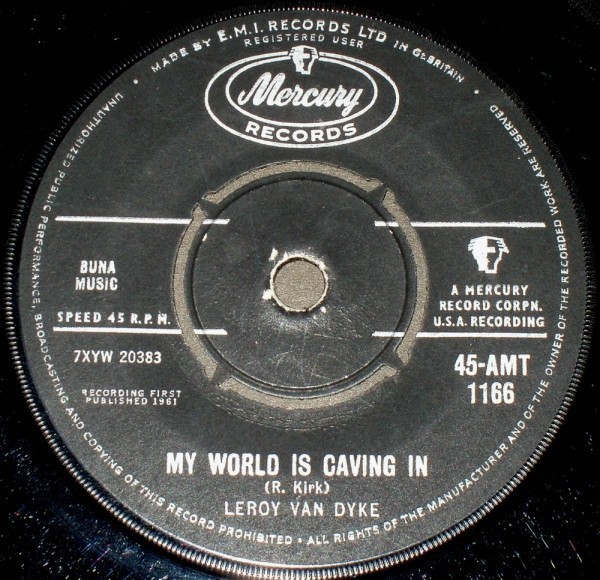 MADE BY E.M.I. RECORDS LTD IN GT.BRITAIN •
REGISTERED USER
Mercury
RECORDS
BUNA
MUSIC
SPEED 45 R.P.M.
7XYW 20383
RECORDING FIRST
PUBLISHED 1961
A MERCURY
RECORD CORPN.
U.S.A. RECORDING
45-AMT
1166
MY WORLD IS CAVING IN
(R. Kirk)
LEROY VAN DYKE
• UNAUTHORIZED PUBLIC PERFORMANCE, BROADCASTING AND COPYING OF THIS RECORD PROHIBITED • ALL RIGHTS OF THE MANUFACTURER AND OF THE OWNER OF THE RECORDED WORK ARE RESERVED